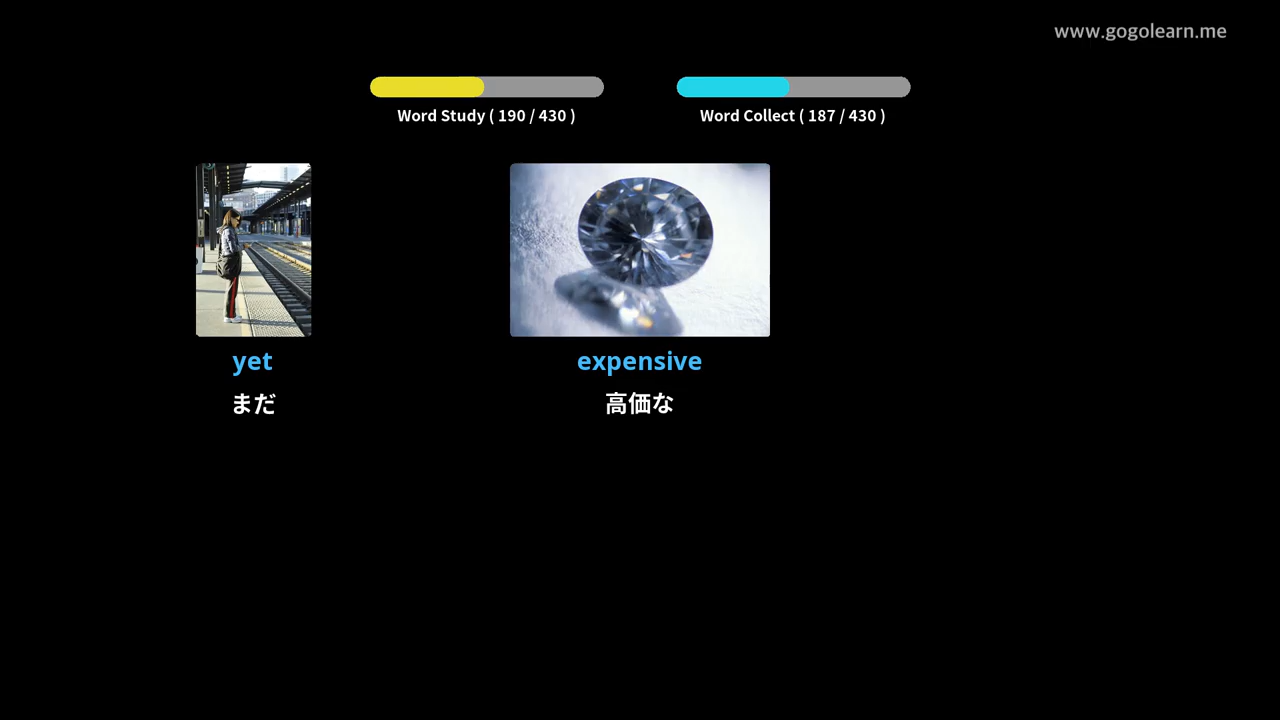 www.gogolearn.me
Word Study ( 190 / 430 )
Word Collect ( 187 / 430 )
yet
まだ
expensive
高価な